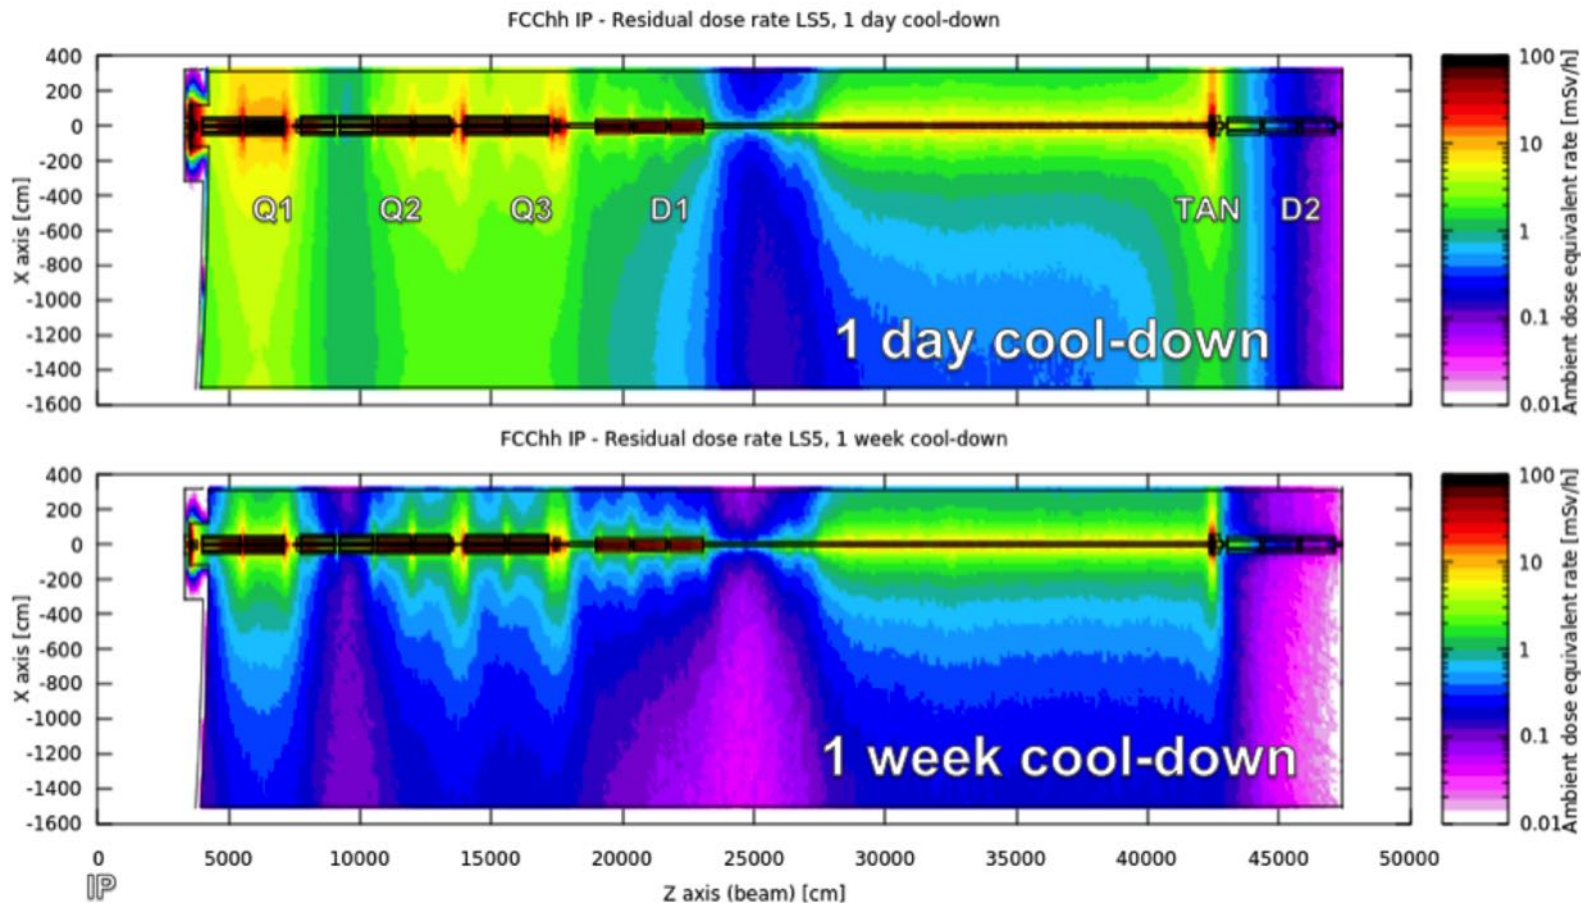 FCChh IP - Residual dose rate LS5, 1 day cool-down
400
200
0
-200
-400
-600
-800
-1000
-1200
-1400
-1600
X axis [cm]
Q1 Q2 Q3 D1 TAN D2
1 day cool-down
100
10
1
0.1
0.01
Ambient dose equivalent rate [mSv/h]
FCChh IP - Residual dose rate LS5, 1 week cool-down
400
200
0
-200
-400
-600
-800
-1000
-1200
-1400
-1600
X axis [cm]
1 week cool-down
100
10
1
0.1
0.01
Ambient dose equivalent rate [mSv/h]
0 5000 10000 15000 20000 25000 30000 35000 40000 45000 50000
IP
Z axis (beam) [cm]